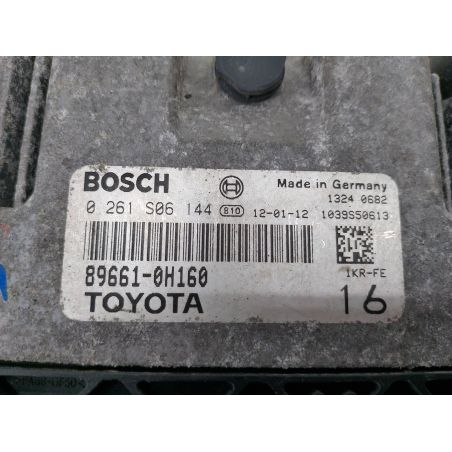 BOSCH Made in Germany
1324 0682
0 261 S06 144 810 12-01-12 1039S50613
89661-0H160 1KR-FE
TOYOTA 16